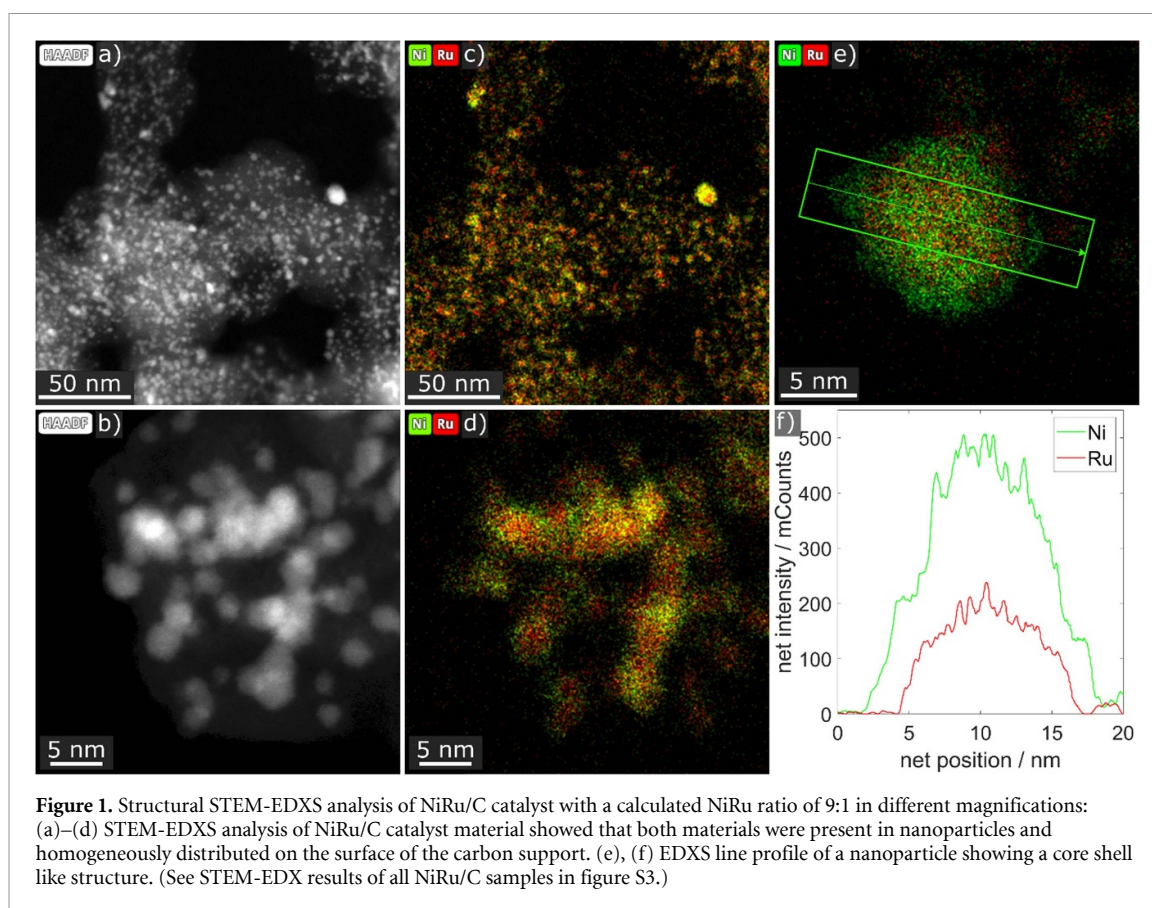 HAADF a)
Ni Ru c)
Ni Ru e)
50 nm
50 nm
5 nm
HAADF b)
Ni Ru d)
f)
5 nm
5 nm
Ni
Ru
500
400
300
200
100
0
net intensity / mCounts
0 5 10 15 20
net position / nm
Figure 1. Structural STEM-EDXS analysis of NiRu/C catalyst with a calculated NiRu ratio of 9:1 in different magnifications:
(a)–(d) STEM-EDXS analysis of NiRu/C catalyst material showed that both materials were present in nanoparticles and
homogeneously distributed on the surface of the carbon support. (e), (f) EDXS line profile of a nanoparticle showing a core shell
like structure. (See STEM-EDX results of all NiRu/C samples in figure S3.)